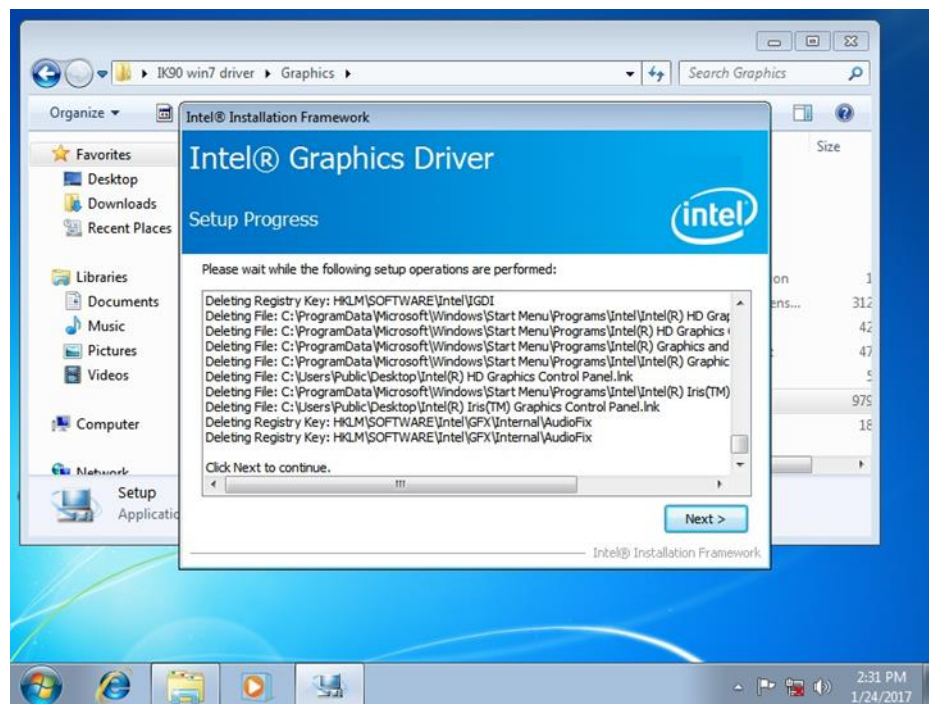 IK90 win7 driver ▸ Graphics ▸
Search Graphics
Organize
Intel® Installation Framework
Size
Favorites
Desktop
Downloads
Recent Places
Libraries
Documents
Music
Pictures
Videos
Computer
Network
Intel® Graphics Driver
Setup Progress
intel
Please wait while the following setup operations are performed:
Deleting Registry Key: HKLM\SOFTWARE\Intel\IGDI
Deleting File: C:\ProgramData\Microsoft\Windows\Start Menu\Programs\Intel\Intel(R) HD Grap
Deleting File: C:\ProgramData\Microsoft\Windows\Start Menu\Programs\Intel\Intel(R) HD Graphics
Deleting File: C:\ProgramData\Microsoft\Windows\Start Menu\Programs\Intel\Intel(R) Graphics and
Deleting File: C:\ProgramData\Microsoft\Windows\Start Menu\Programs\Intel\Intel(R) Graphic
Deleting File: C:\Users\Public\Desktop\Intel(R) HD Graphics Control Panel.lnk
Deleting File: C:\ProgramData\Microsoft\Windows\Start Menu\Programs\Intel\Intel(R) Iris(TM)
Deleting File: C:\Users\Public\Desktop\Intel(R) Iris(TM) Graphics Control Panel.lnk
Deleting Registry Key: HKLM\SOFTWARE\Intel\GFX\Internal\AudioFix
Deleting Registry Key: HKLM\SOFTWARE\Intel\GFX\Internal\AudioFix
Click Next to continue.
Next >
Intel® Installation Framework
on 1
ens... 312
42
47
5
979
18
Setup
Applicatio
2:31 PM
1/24/2017